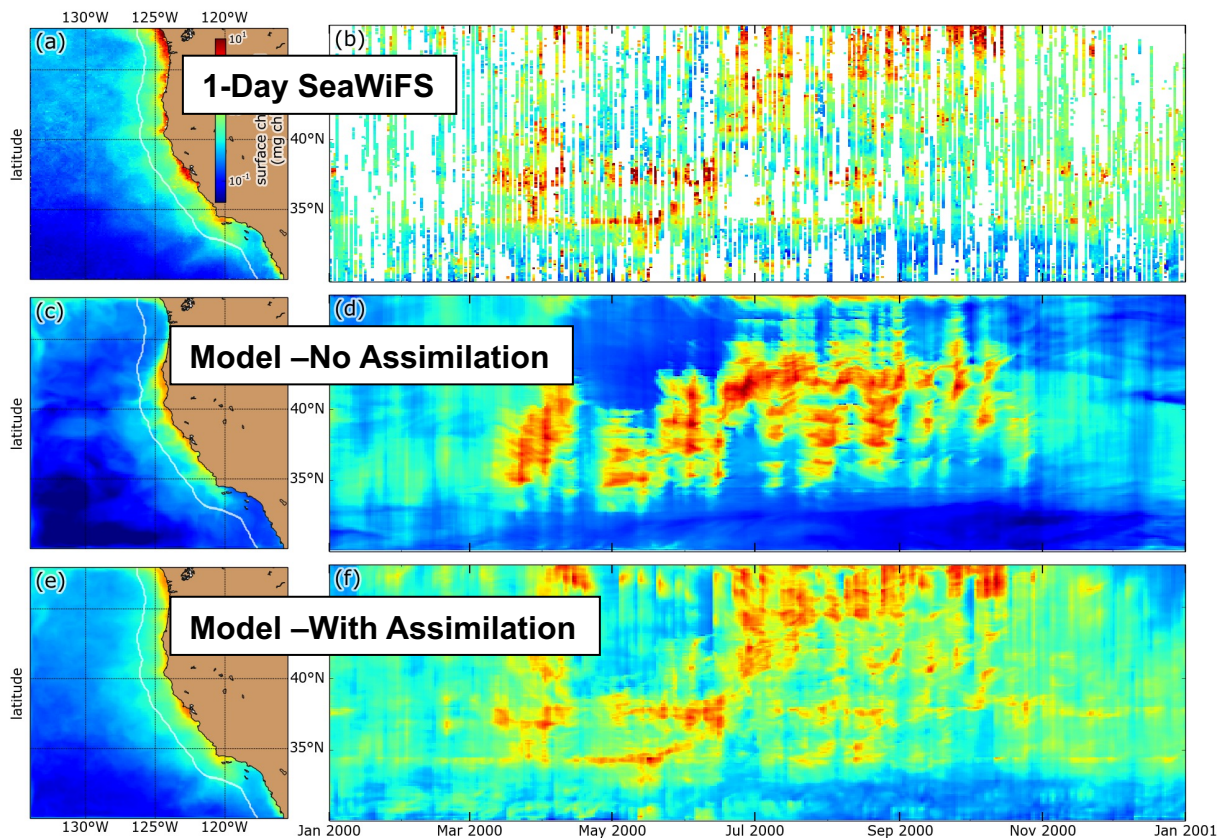 130°W 125°W 120°W
(a)
10¹
10⁻¹
surface ch
(mg ch
latitude
1-Day SeaWiFS
(b)
40°N
35°N
(c)
latitude
Model –No Assimilation
(d)
40°N
35°N
(e)
latitude
Model –With Assimilation
(f)
40°N
35°N
130°W 125°W 120°W
Jan 2000 Mar 2000 May 2000 Jul 2000 Sep 2000 Nov 2000 Jan 2001